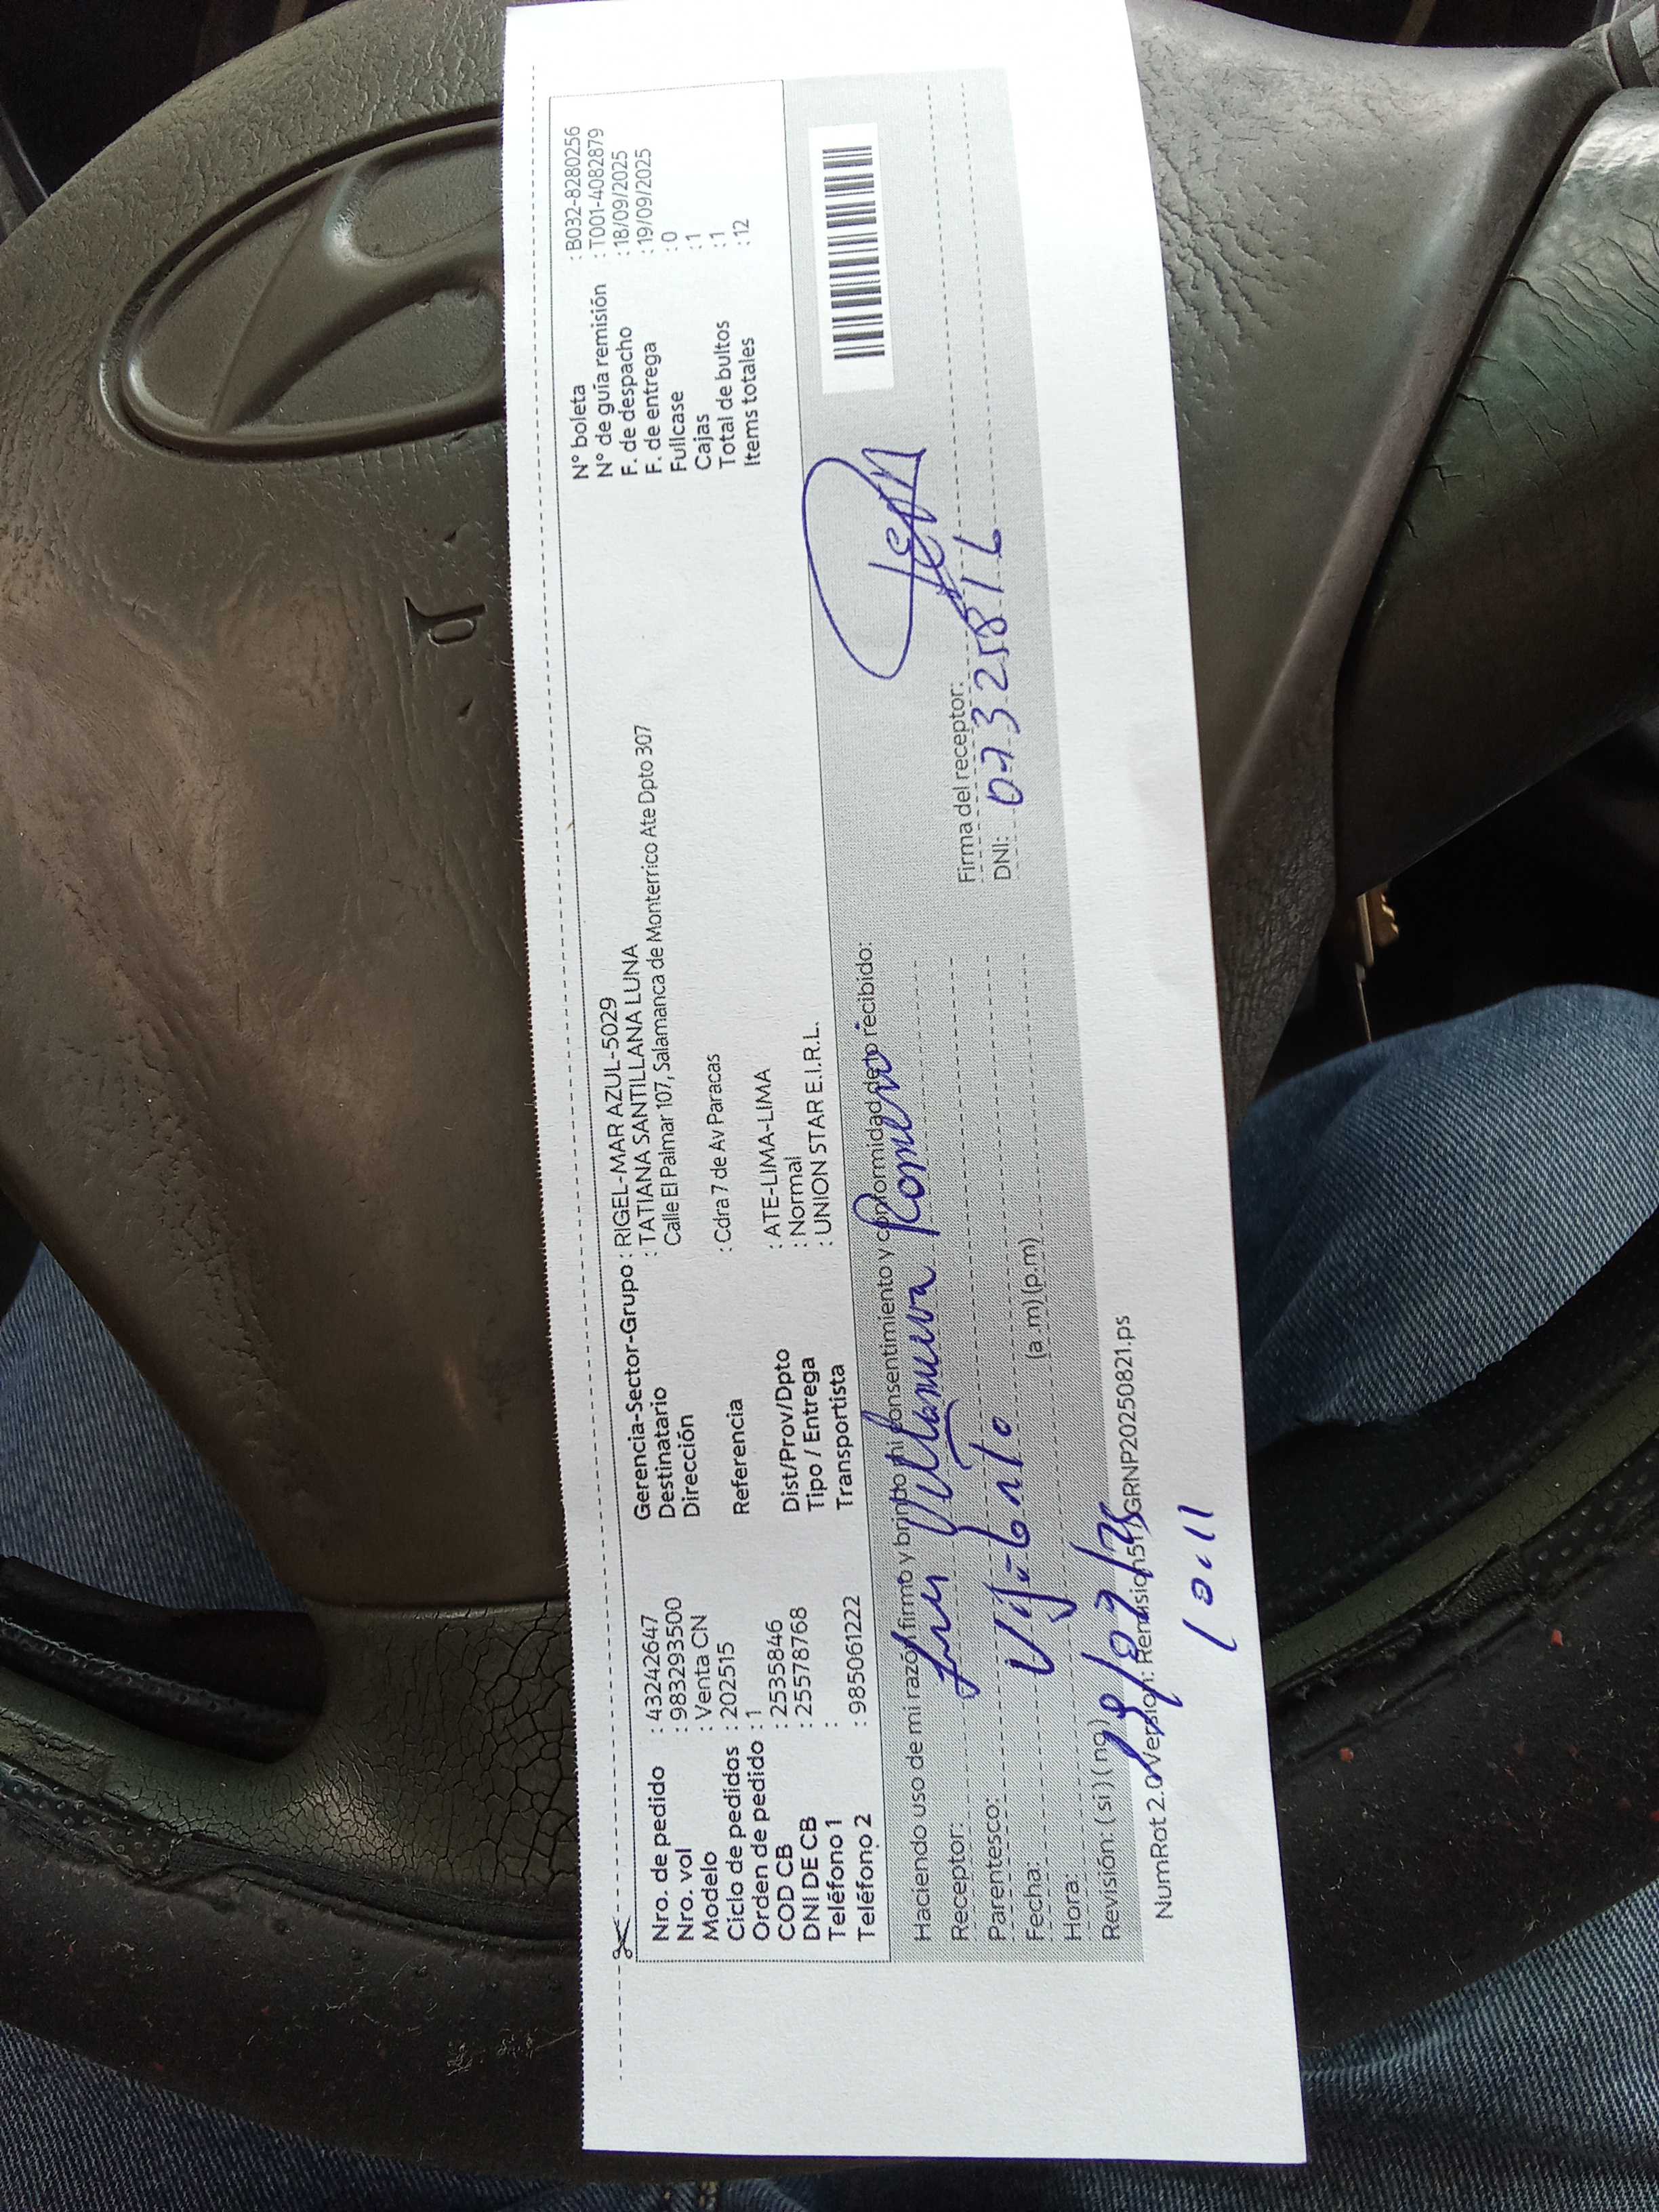 Nro. de pedido : 43242647
Nro. vol : 983293500
Modelo : Venta CN
Ciclo de pedidos : 202515
Orden de pedido : 1
COD CB : 2535846
DNI DE CB : 25578768
Teléfono 1 :
Teléfono 2 : 985061222
Gerencia-Sector-Grupo : RIGEL-MAR AZUL-5029
Destinatario : TATIANA SANTILLANA LUNA
Dirección Calle El Palmar 107, Salamanca de Monterrico Ate Dpto 307
Referencia : Cdra 7 de Av Paracas
Dist/Prov/Dpto : ATE-LIMA-LIMA
Tipo / Entrega : Normal
Transportista : UNION STAR E.I.R.L.
N° boleta : B032-8280256
N° de guía remisión : T001-4082879
F. de despacho : 18/09/2025
F. de entrega : 19/09/2025
Fullcase : 0
Cajas : 1
Total de bultos : 1
Items totales : 12
Haciendo uso de mi razón firmo y brindo mi consentimiento y conformidad de lo recibido:
Receptor: Villanueva Romero
Parentesco:
Fecha:
Hora: (a.m) (p.m)
Revisión: (si) (no)
Firma del receptor:
DNI:
NumRot 2.0 Version: Remision
GRNP20250821.ps
10:11